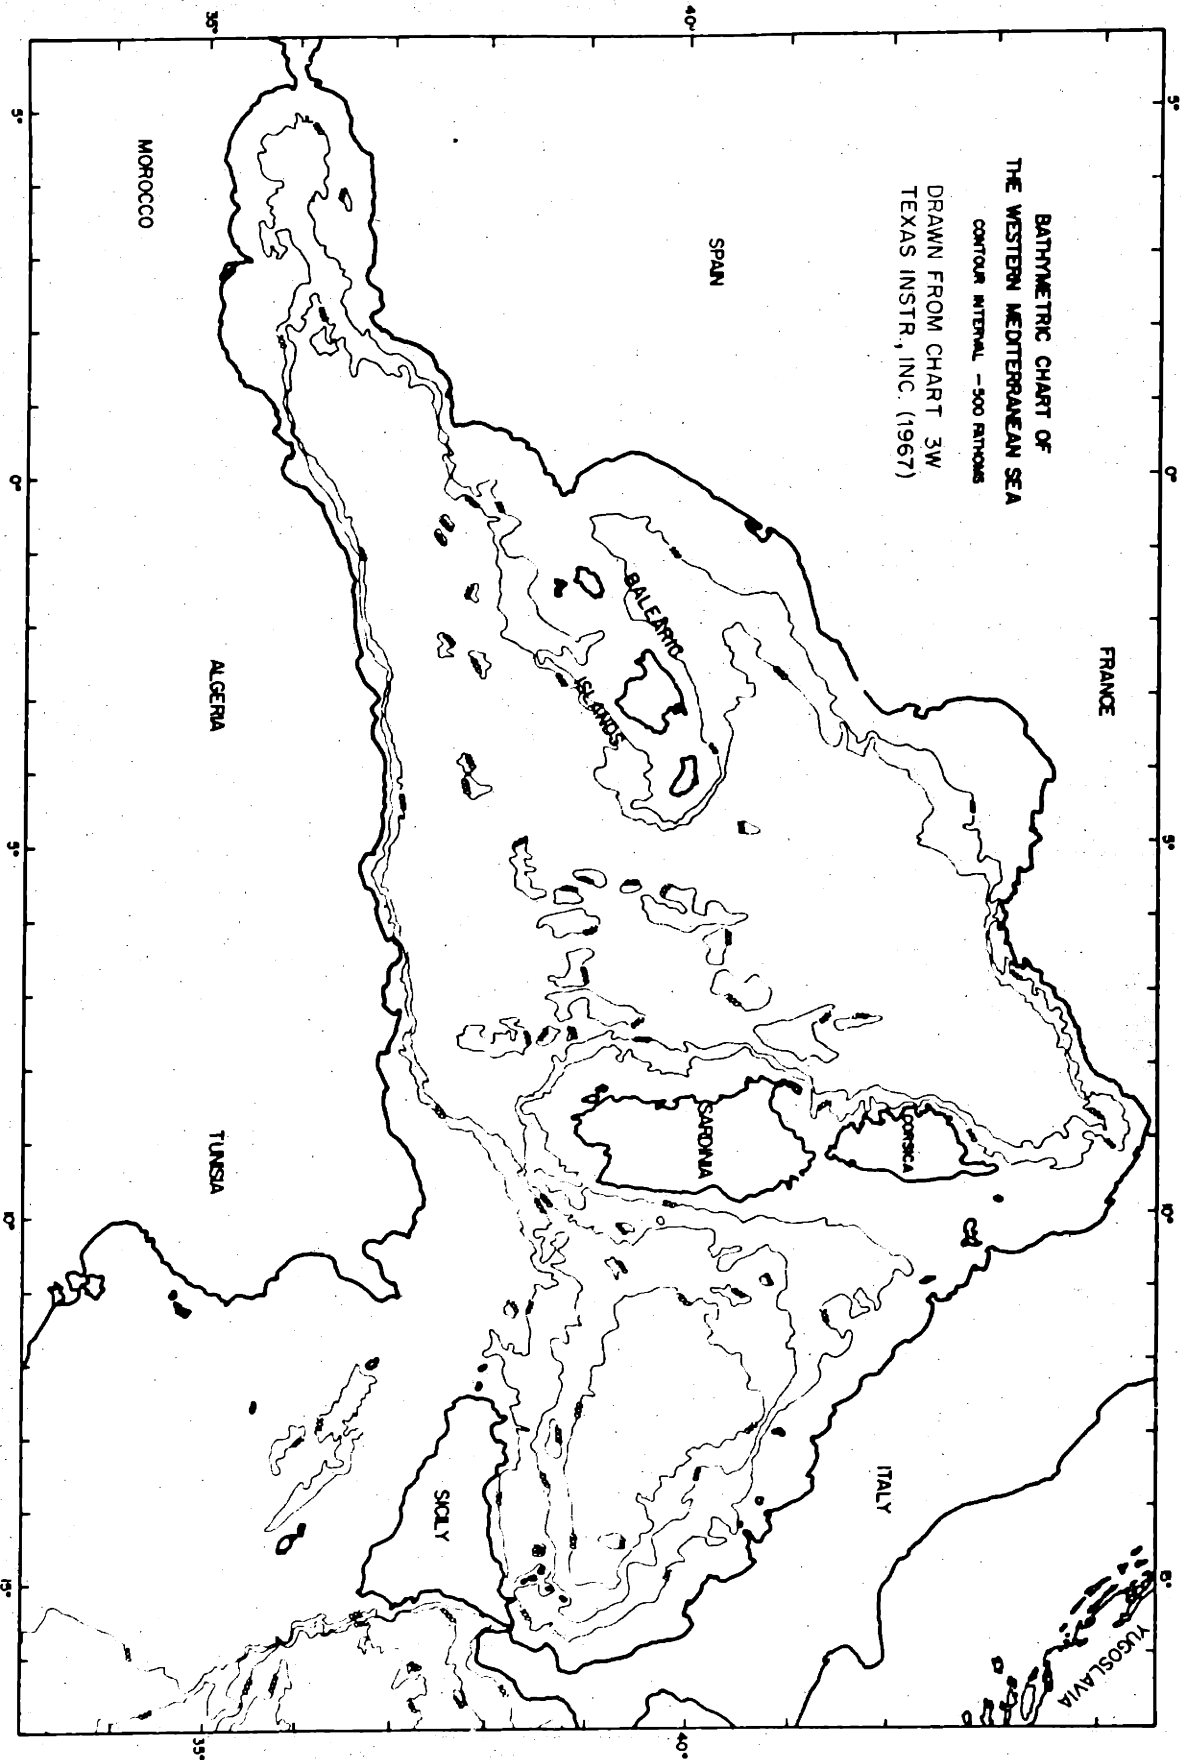 BATHYMETRIC CHART OF
THE WESTERN MEDITERRANEAN SEA
CONTOUR INTERVAL - 500 FATHOMS
DRAWN FROM CHART 3W
TEXAS INSTR., INC. (1967)
5°
0°
5°
10°
15°
FRANCE
YUGOSLAVIA
ITALY
SPAIN
CORSICA
SARDINIA
BALEARIC
ISLANDS
SICILY
MOROCCO
ALGERIA
TUNISIA
40°
40°
35°
35°
5°
0°
5°
10°
15°